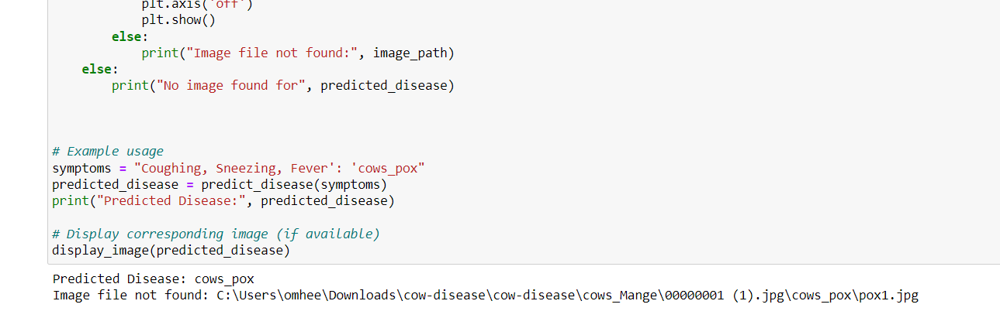 plt.axis('off')
plt.show()
else:
print("Image file not found:", image_path)
else:
print("No image found for", predicted_disease)
# Example usage
symptoms = "Coughing, Sneezing, Fever': 'cows_pox"
predicted_disease = predict_disease(symptoms)
print("Predicted Disease:", predicted_disease)
# Display corresponding image (if available)
display_image(predicted_disease)
Predicted Disease: cows_pox
Image file not found: C:\Users\omhee\Downloads\cow-disease\cow-disease\cows_Mange\00000001 (1).jpg\cows_pox\pox1.jpg